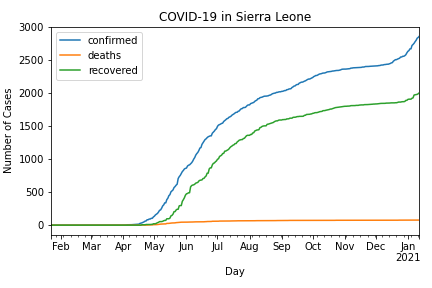 COVID-19 in Sierra Leone
confirmed
deaths
recovered
Number of Cases
3000
2500
2000
1500
1000
500
0
Feb Mar Apr May Jun Jul Aug Sep Oct Nov Dec Jan
2021
Day